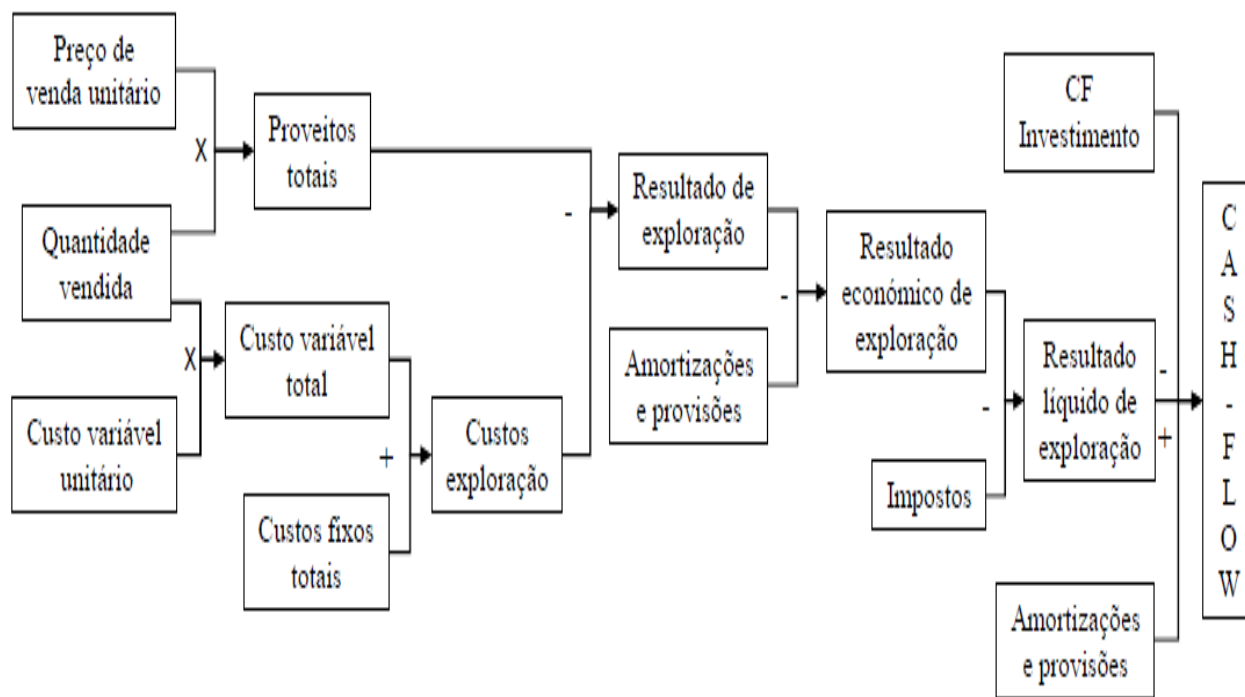 Preço de
venda unitário
X
Proveitos
totais
Quantidade
vendida
X
Custo variável
total
Custo variável
unitário
+
Custos fixos
totais
Custos
exploração
-
Resultado de
exploração
-
Amortizações
e provisões
Resultado
económico de
exploração
-
Impostos
Resultado
líquido de
exploração
CF
Investimento
-
+
Amortizações
e provisões
C
A
S
H
-
F
L
O
W